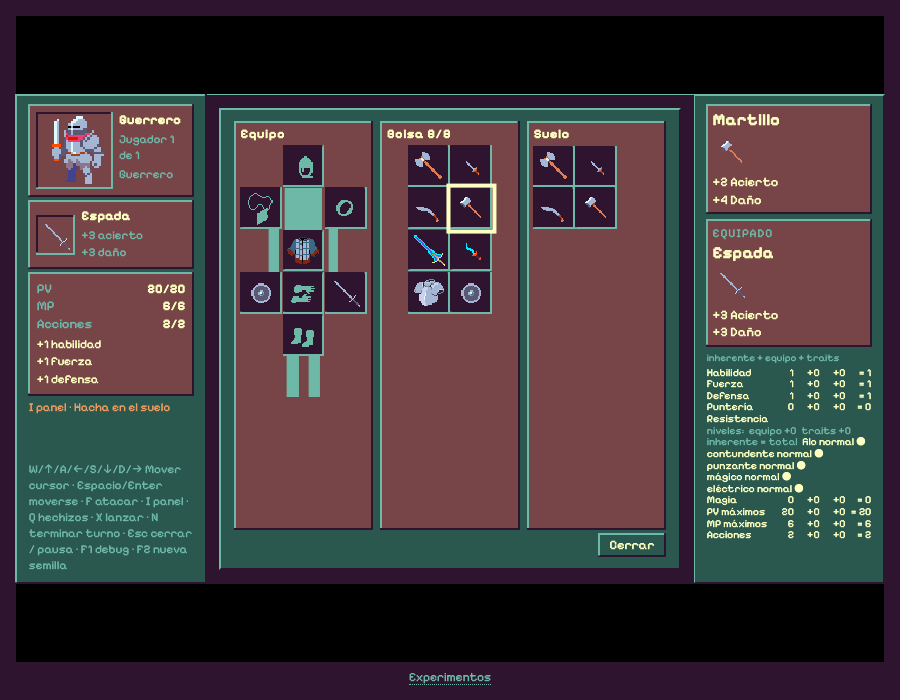 Guerrero
Jugador 1
de 1
Guerrero
Espada
+3 acierto
+3 daño
PV 20/20
MP 6/6
Acciones 2/2
+1 habilidad
+1 fuerza
+1 defensa
I panel · Hacha en el suelo
W/↑/A/←/S/↓/D/→ Mover
cursor · Espacio/Enter
moverse · F atacar · I panel ·
Q hechizos · X lanzar · N
terminar turno · Esc cerrar
/ pausa · F1 debug · F2 nueva
semilla
Equipo
Bolsa 8/8
Suelo
Cerrar
Martillo
+2 Acierto
+4 Daño
EQUIPADO
Espada
+3 Acierto
+3 Daño
inherente + equipo + traits
Habilidad 1 +0 +0 = 1
Fuerza 1 +0 +0 = 1
Defensa 1 +0 +0 = 1
Puntería 0 +0 +0 = 0
Resistencia
niveles: equipo +0 traits +0
inherente = total filo normal
contundente normal
punzante normal
mágico normal
eléctrico normal
Magia 0 +0 +0 = 0
PV máximos 20 +0 +0 = 20
MP máximos 6 +0 +0 = 6
Acciones 2 +0 +0 = 2
Experimentos